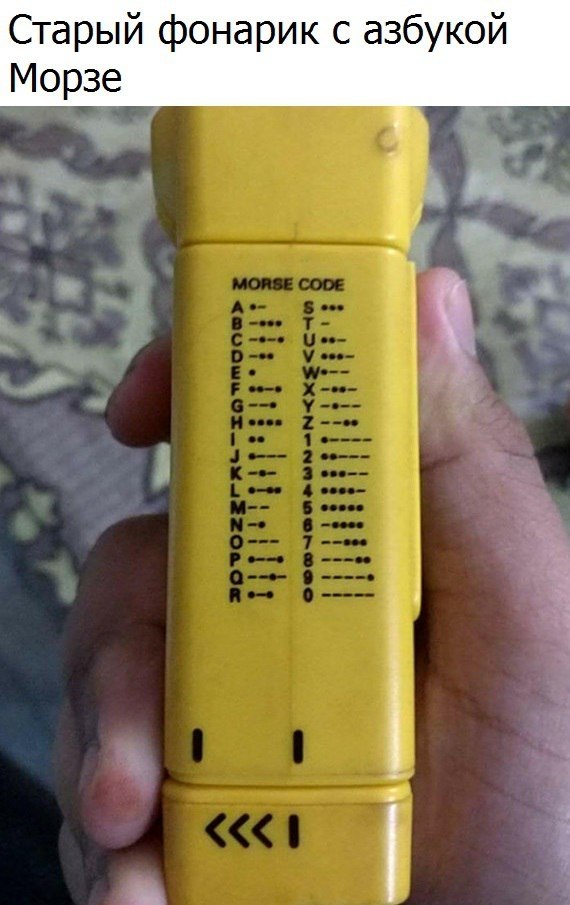 Старый фонарик с азбукой
Морзе
MORSE CODE
A •– S •••
B –••• T –
C –•–• U ••–
D –•• V •••–
E • W •––
F ••–• X –••–
G ––• Y –•––
H •••• Z ––••
I •• 1 •––––
J •––– 2 ••–––
K –•– 3 •••––
L •–•• 4 ••••–
M –– 5 •••••
N –• 6 –••••
O ––– 7 ––•••
P •––• 8 –––••
Q ––•– 9 ––––•
R •–• 0 –––––
<<< I